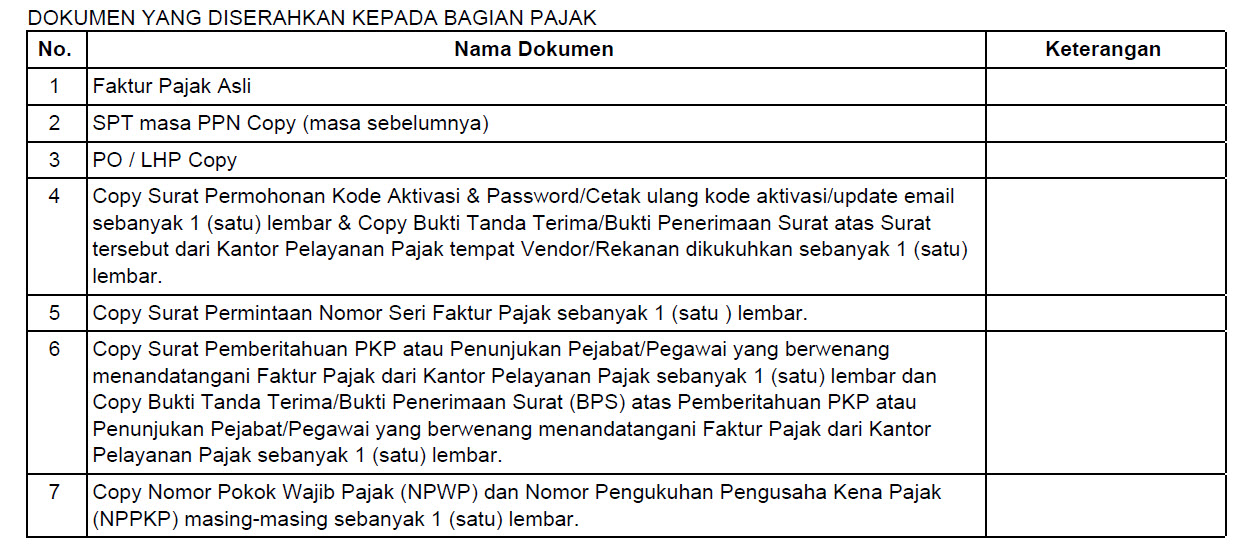 DOKUMEN YANG DISERAHKAN KEPADA BAGIAN PAJAK
No. Nama Dokumen Keterangan
1 Faktur Pajak Asli
2 SPT masa PPN Copy (masa sebelumnya)
3 PO / LHP Copy
4 Copy Surat Permohonan Kode Aktivasi & Password/Cetak ulang kode aktivasi/update email
sebanyak 1 (satu) lembar & Copy Bukti Tanda Terima/Bukti Penerimaan Surat atas Surat
tersebut dari Kantor Pelayanan Pajak tempat Vendor/Rekanan dikukuhkan sebanyak 1 (satu)
lembar.
5 Copy Surat Permintaan Nomor Seri Faktur Pajak sebanyak 1 (satu ) lembar.
6 Copy Surat Pemberitahuan PKP atau Penunjukan Pejabat/Pegawai yang berwenang
menandatangani Faktur Pajak dari Kantor Pelayanan Pajak sebanyak 1 (satu) lembar dan
Copy Bukti Tanda Terima/Bukti Penerimaan Surat (BPS) atas Pemberitahuan PKP atau
Penunjukan Pejabat/Pegawai yang berwenang menandatangani Faktur Pajak dari Kantor
Pelayanan Pajak sebanyak 1 (satu) lembar.
7 Copy Nomor Pokok Wajib Pajak (NPWP) dan Nomor Pengukuhan Pengusaha Kena Pajak
(NPPKP) masing-masing sebanyak 1 (satu) lembar.